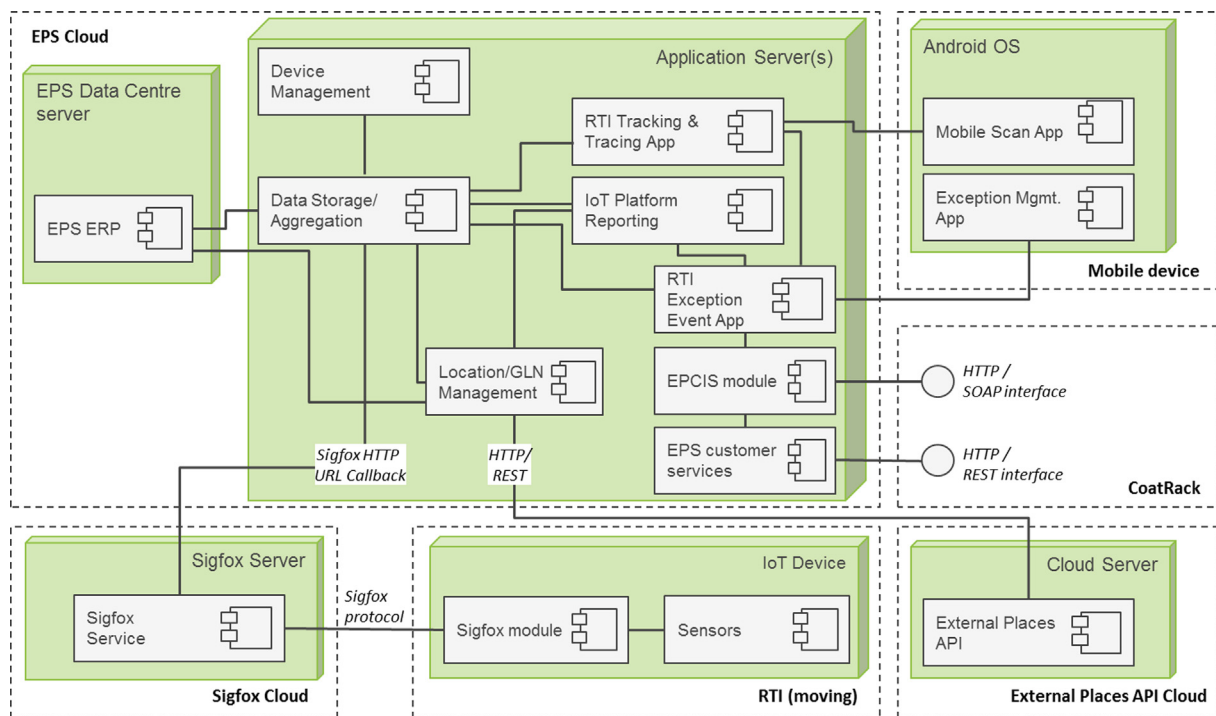 EPS Cloud
EPS Data Centre
server
EPS ERP
Application Server(s)
Device
Management
Data Storage/
Aggregation
RTI Tracking &
Tracing App
IoT Platform
Reporting
RTI
Exception
Event App
Location/GLN
Management
EPCIS module
EPS customer
services
Sigfox HTTP
URL Callback
HTTP/
REST
Android OS
Mobile Scan App
Exception Mgmt.
App
Mobile device
HTTP /
SOAP interface
HTTP /
REST interface
CoatRack
Sigfox Server
Sigfox
Service
Sigfox Cloud
Sigfox
protocol
IoT Device
Sigfox module
Sensors
RTI (moving)
Cloud Server
External Places
API
External Places API Cloud